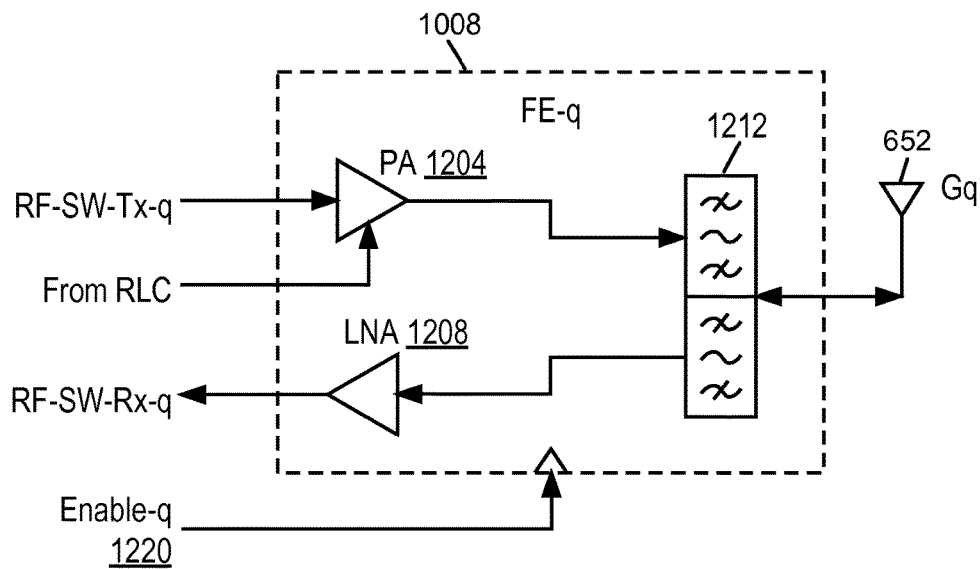 1008
FE-q
1212
652
PA 1204
Gq
RF-SW-Tx-q
From RLC
LNA 1208
RF-SW-Rx-q
Enable-q
1220